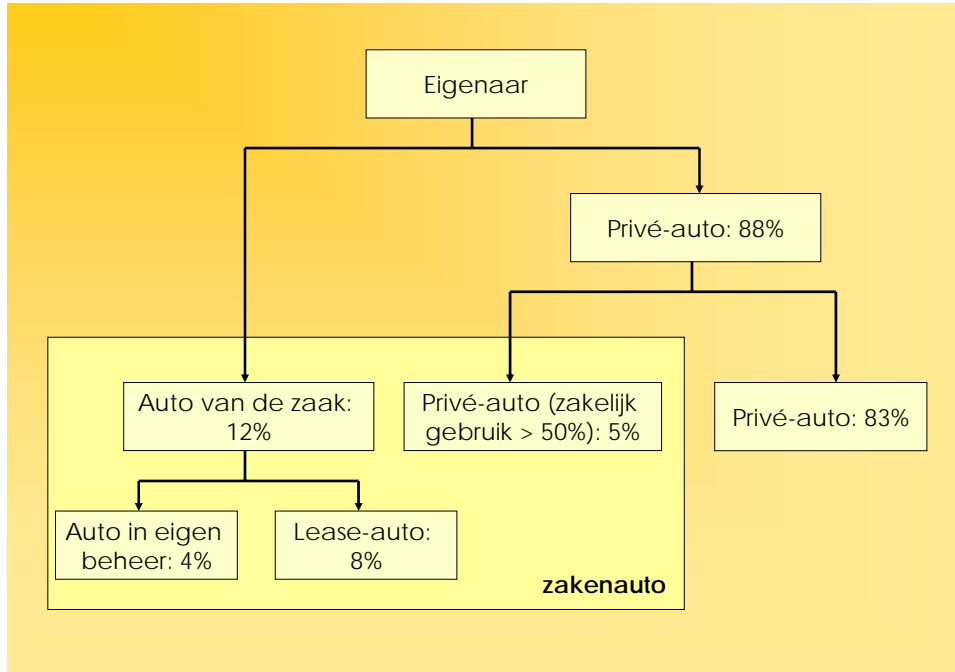 Eigenaar
Privé-auto: 88%
Auto van de zaak:
12%
Privé-auto (zakelijk
gebruik > 50%): 5%
Privé-auto: 83%
Auto in eigen
beheer: 4%
Lease-auto:
8%
zakenauto